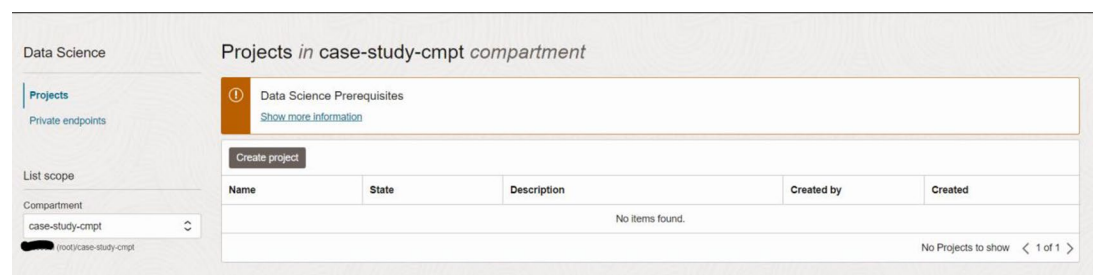 Data Science
Projects
Private endpoints
List scope
Compartment
case-study-cmpt
(root)/case-study-cmpt
Projects in case-study-cmpt compartment
Data Science Prerequisites
Show more information
Create project
Name State Description Created by Created
No items found.
No Projects to show < 1 of 1 >